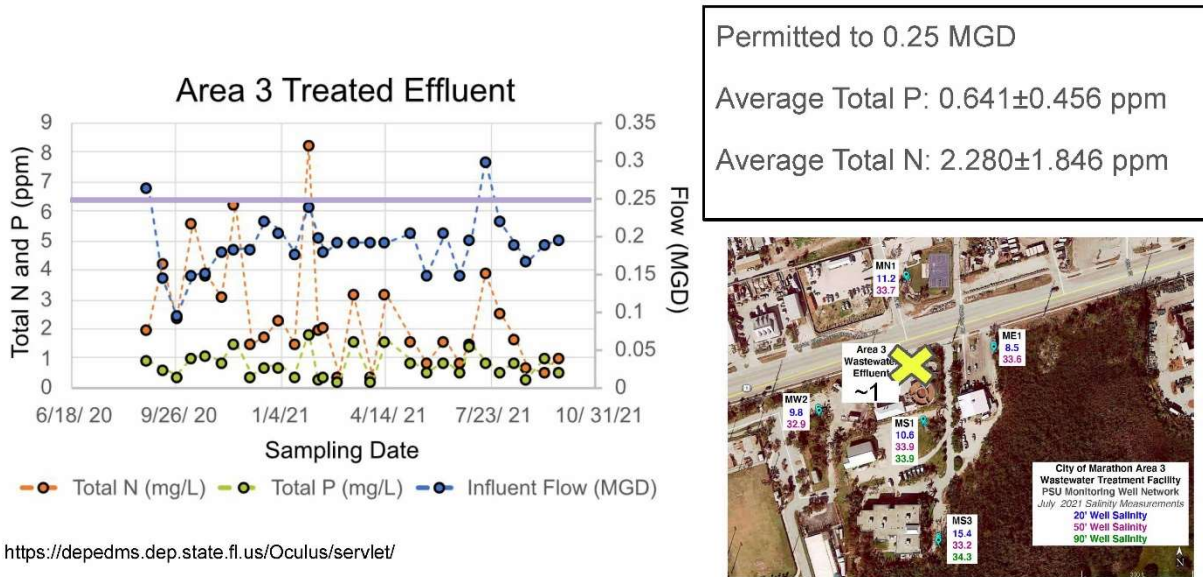 Area 3 Treated Effluent
9
8
7
6
5
4
3
2
1
0
Total N and P (ppm)
0.35
0.3
0.25
0.2
0.15
0.1
0.05
0
Flow (MGD)
6/18/ 20
9/26/ 20
1/4/21
4/14/21
7/23/ 21
10/31/21
Sampling Date
Total N (mg/L)
Total P (mg/L)
Influent Flow (MGD)
https://depedms.dep.state.fl.us/Oculus/servlet/
Permitted to 0.25 MGD
Average Total P: 0.641±0.456 ppm
Average Total N: 2.280±1.846 ppm
MN1
11.2
33.7
ME1
8.5
33.6
Area 3
Wastewater
Effluent
~1
MW2
9.8
32.9
MS1
10.6
33.9
33.9
MS3
15.4
33.2
34.3
City of Marathon Area 3
Wastewater Treatment Facility
PSU Monitoring Well Network
July 2021 Salinity Measurements
20' Well Salinity
50' Well Salinity
90' Well Salinity
N